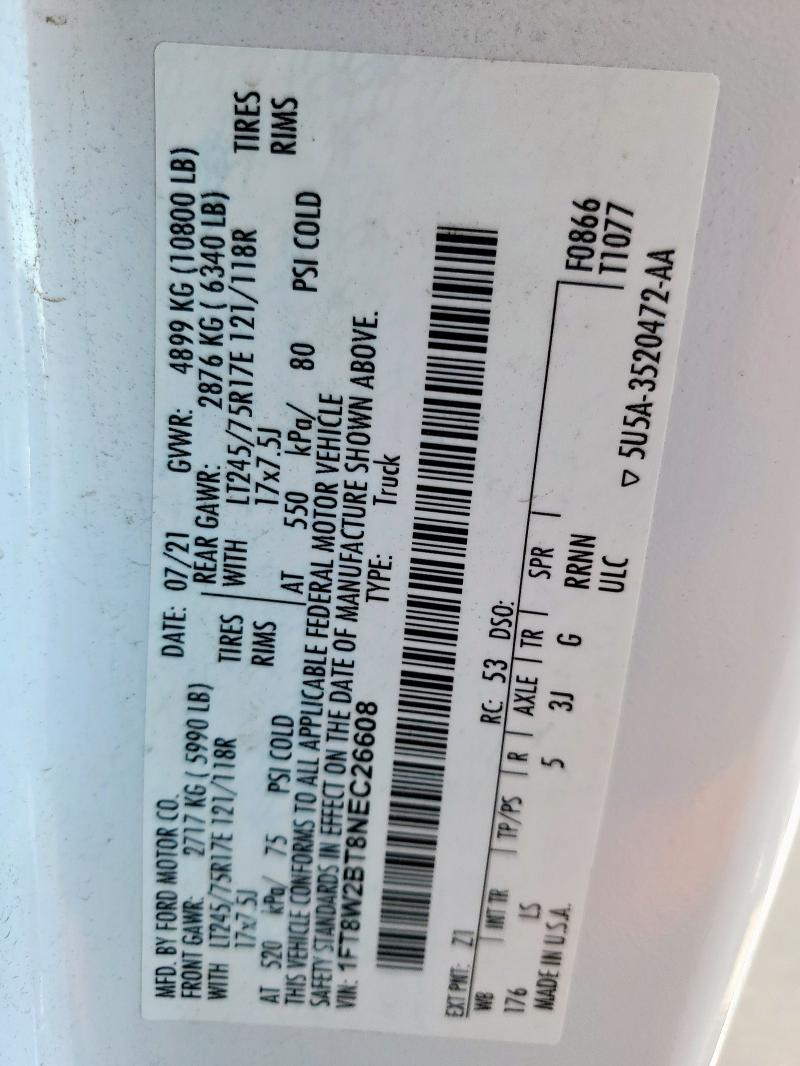 MFD. BY FORD MOTOR CO.
DATE: 07/21 GVWR: 4899 KG (10800 LB)
FRONT GAWR: 2717 KG ( 5990 LB) REAR GAWR: 2876 KG ( 6340 LB)
WITH LT245/75R17E 121/118R TIRES WITH LT245/75R17E 121/118R TIRES
17x7.5J RIMS 17x7.5J RIMS
AT 520 kPa/ 75 PSI COLD AT 550 kPa/ 80 PSI COLD
THIS VEHICLE CONFORMS TO ALL APPLICABLE FEDERAL MOTOR VEHICLE
SAFETY STANDARDS IN EFFECT ON THE DATE OF MANUFACTURE SHOWN ABOVE.
VIN: 1FT8W2BT8NEC26608 TYPE: Truck
EXT PNT: Z1 RC: 53 DSO:
WB INT TR TP/PS R AXLE TR SPR F0866
176 LS 5 3J G RRNN T1077
MADE IN U.S.A. ULC
▽ 5U5A-3520472-AA